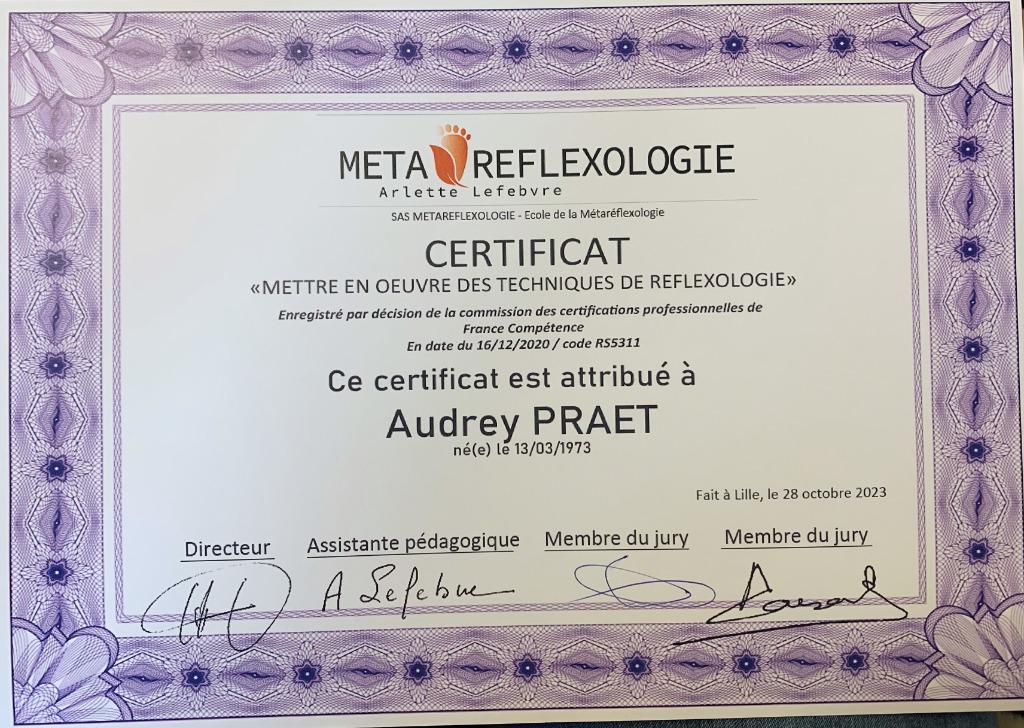 META REFLEXOLOGIE
Arlette Lefebvre
SAS METAREFLEXOLOGIE - Ecole de la Métaréflexologie
CERTIFICAT
«METTRE EN OEUVRE DES TECHNIQUES DE REFLEXOLOGIE»
Enregistré par décision de la commission des certifications professionnelles de
France Compétence
En date du 16/12/2020 / code RS5311
Ce certificat est attribué à
Audrey PRAET
né(e) le 13/03/1973
Fait à Lille, le 28 octobre 2023
Directeur Assistante pédagogique Membre du jury Membre du jury
A Lefebvre